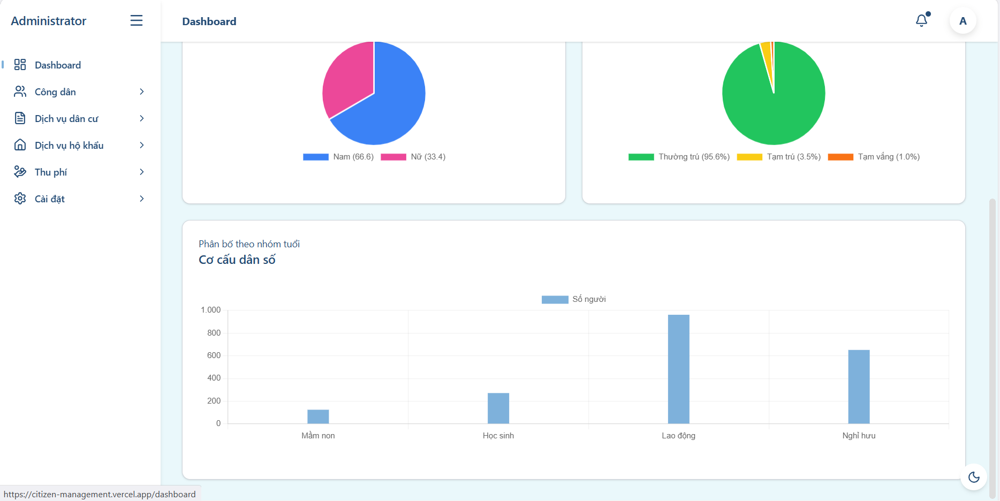 Administrator
Dashboard
A
Dashboard
Công dân
Dịch vụ dân cư
Dịch vụ hộ khẩu
Thu phí
Cài đặt
Nam (66.6)
Nữ (33.4)
Thường trú (95.6%)
Tạm trú (3.5%)
Tạm vắng (1.0%)
Phân bố theo nhóm tuổi
Cơ cấu dân số
Số người
1.000
800
600
400
200
0
Mầm non
Học sinh
Lao động
Nghỉ hưu
https://citizen-management.vercel.app/dashboard